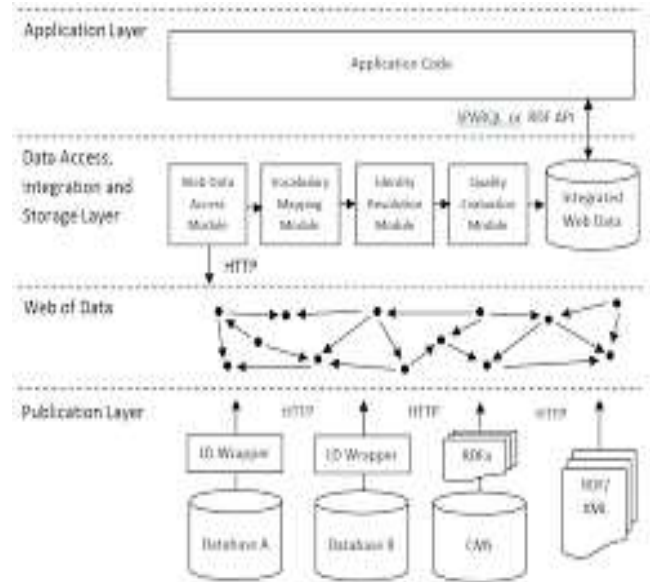 Application Layer
Application Code
SPARQL or RDF API
Data Access,
Integration and
Storage Layer
Web Data
Access
Module
Vocabulary
Mapping
Module
Identity
Resolution
Module
Quality
Evaluation
Module
Integrated
Web Data
HTTP
Web of Data
Publication Layer
HTTP
HTTP
HTTP
LD Wrapper
LD Wrapper
RDFa
RDF/
XML
Database A
Database B
CMS